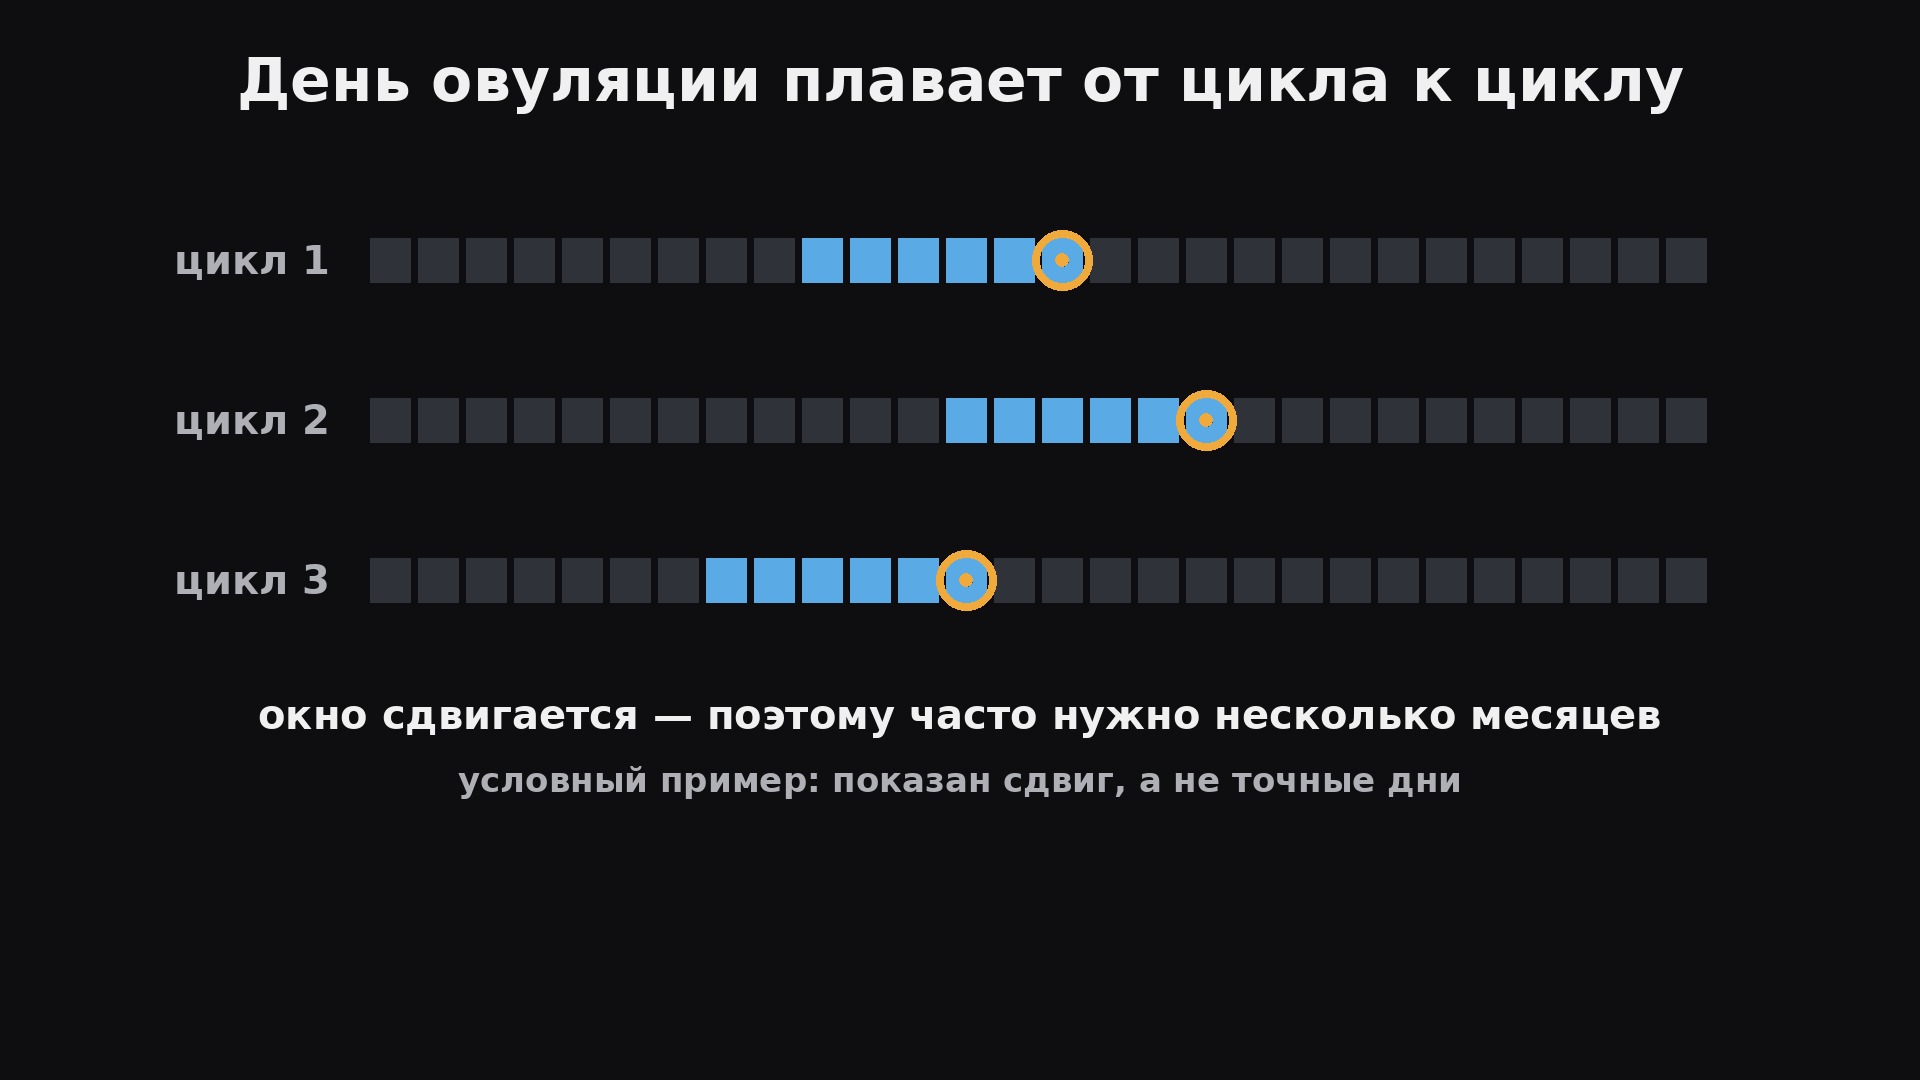 День овуляции плавает от цикла к циклу
цикл 1
цикл 2
цикл 3
окно сдвигается — поэтому часто нужно несколько месяцев
условный пример: показан сдвиг, а не точные дни